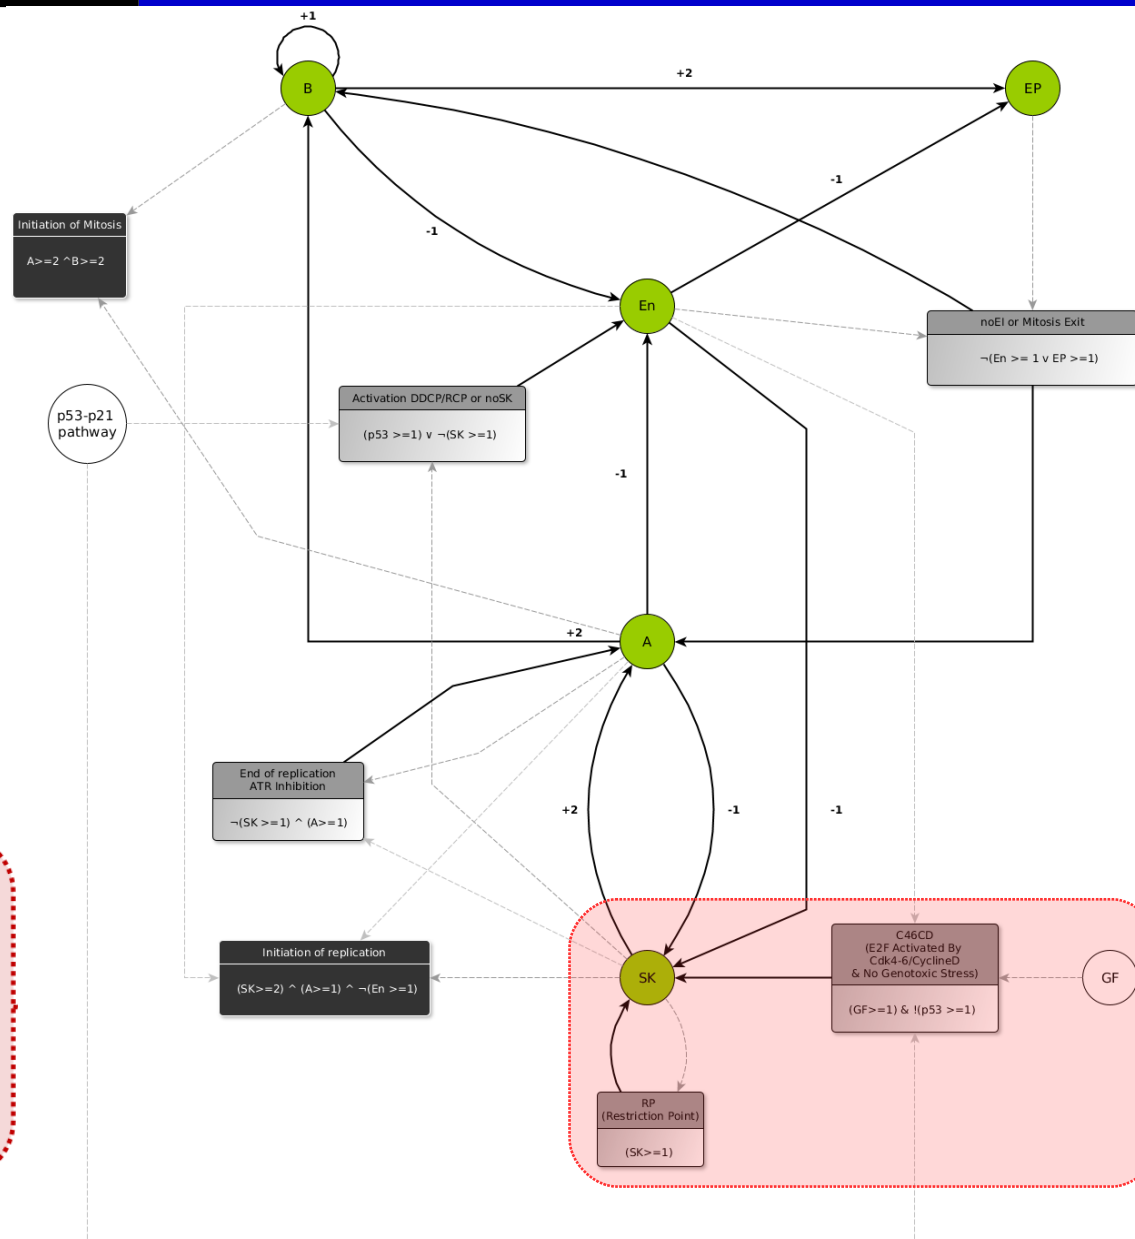 +1
B
+2
EP
-1
Initiation of Mitosis
A>=2 ^B>=2
-1
En
noEI or Mitosis Exit
¬(En >= 1 v EP >=1)
p53-p21
pathway
Activation DDCP/RCP or noSK
(p53 >=1) ∨ ¬(SK >=1)
-1
+2
A
End of replication
ATR Inhibition
¬(SK >=1) ^ (A>=1)
+2
-1
-1
Initiation of replication
(SK>=2) ^ (A>=1) ^ ¬(En >=1)
SK
C46CD
(E2F Activated By
Cdk4-6/CyclineD
& No Genotoxic Stress)
(GF>=1) & !(p53 >=1)
GF
RP
(Restriction Point)
(SK>=1)